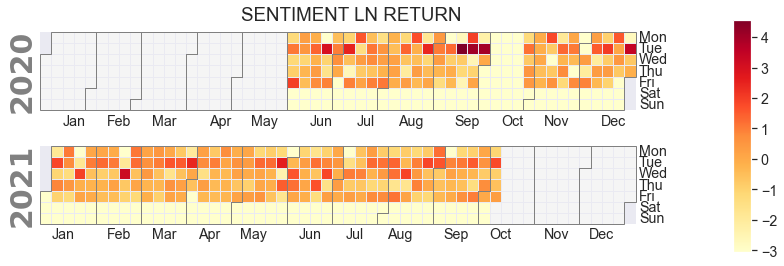 SENTIMENT LN RETURN
2020
Mon
Tue
Wed
Thu
Fri
Sat
Sun
Jan Feb Mar Apr May Jun Jul Aug Sep Oct Nov Dec
2021
Mon
Tue
Wed
Thu
Fri
Sat
Sun
Jan Feb Mar Apr May Jun Jul Aug Sep Oct Nov Dec
4
3
2
1
0
−1
−2
−3